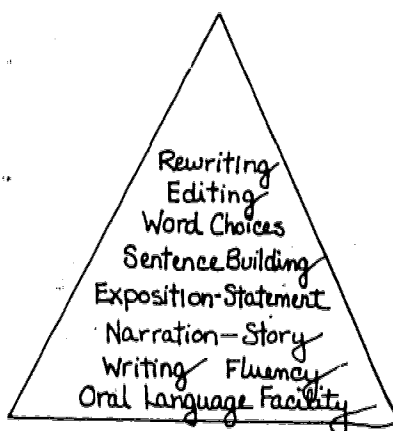 Rewriting
Editing
Word Choices
Sentence Building
Exposition-Statement
Narration-Story
Writing Fluency
Oral Language Facility